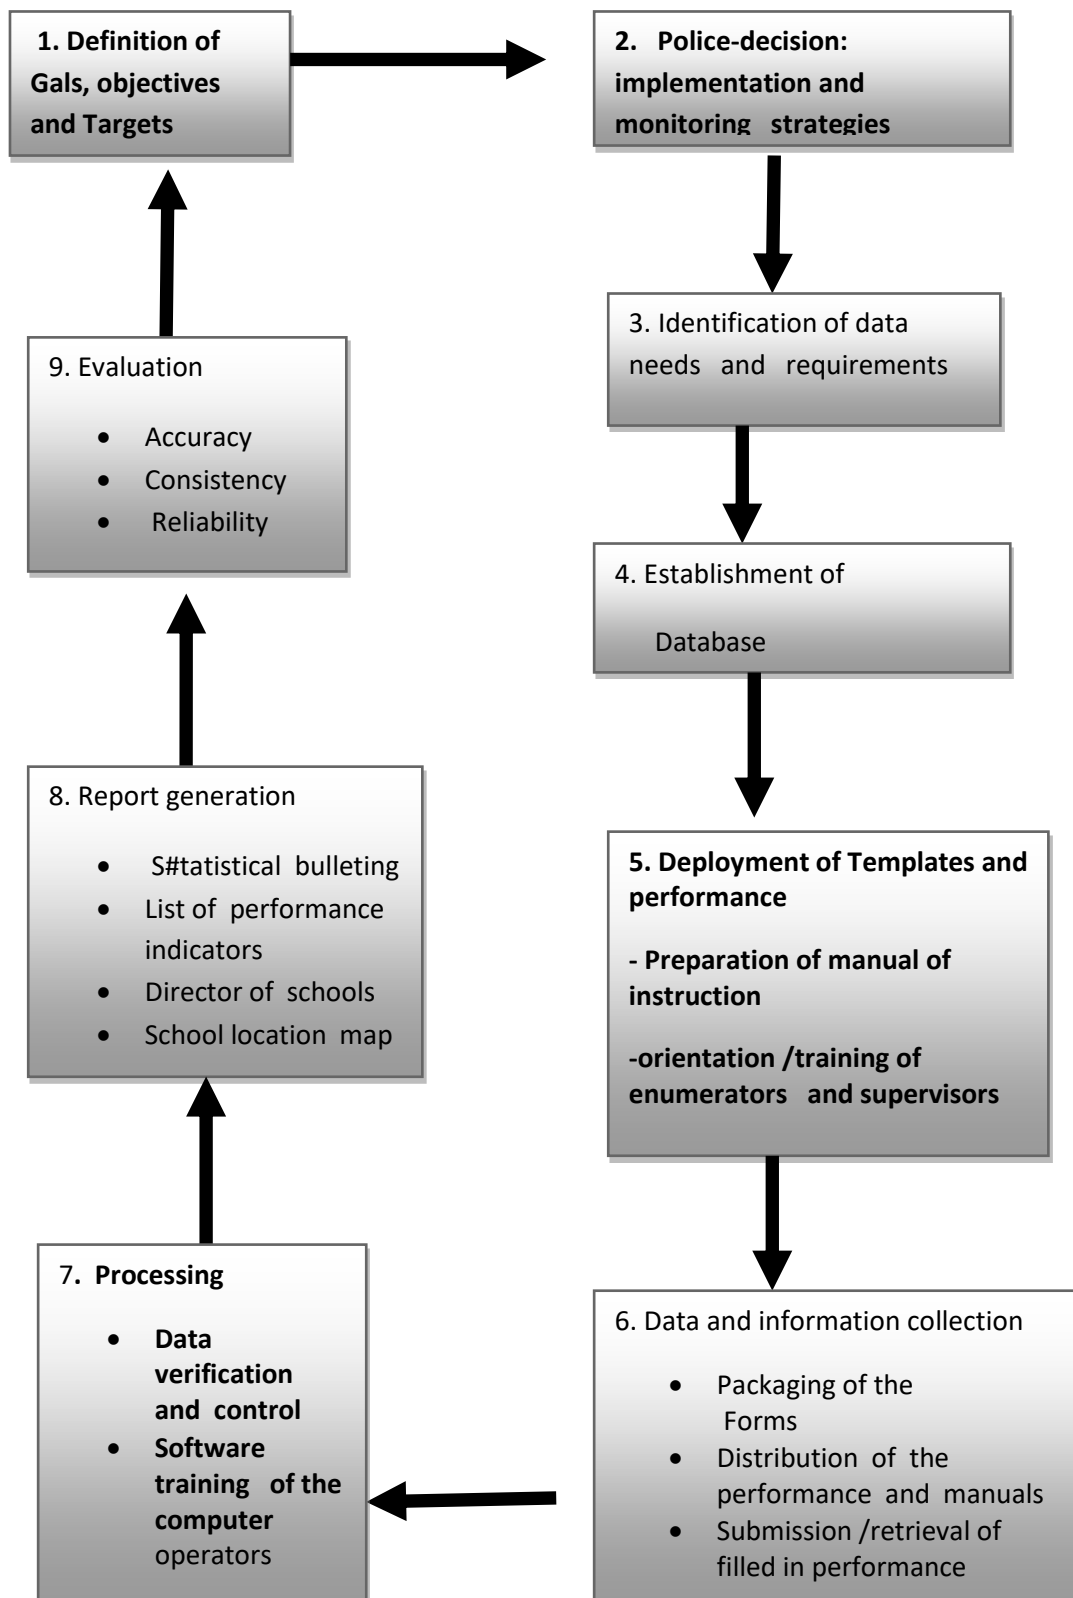 1. Definition of
Gals, objectives
and Targets
2. Police-decision:
implementation and
monitoring strategies
3. Identification of data
needs and requirements
4. Establishment of
Database
5. Deployment of Templates and
performance
- Preparation of manual of
instruction
-orientation /training of
enumerators and supervisors
6. Data and information collection
• Packaging of the
Forms
• Distribution of the
performance and manuals
• Submission /retrieval of
filled in performance
7. Processing
• Data
verification
and control
• Software
training of the
computer
operators
8. Report generation
• S#tatistical bulleting
• List of performance
indicators
• Director of schools
• School location map
9. Evaluation
• Accuracy
• Consistency
• Reliability